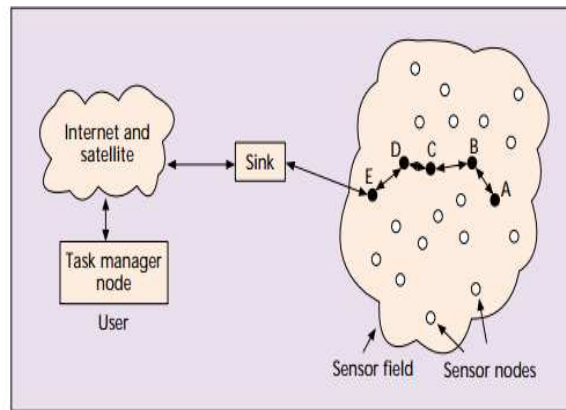 Internet and
satellite
Sink
Task manager
node
User
D
C
B
E
A
Sensor field
Sensor nodes